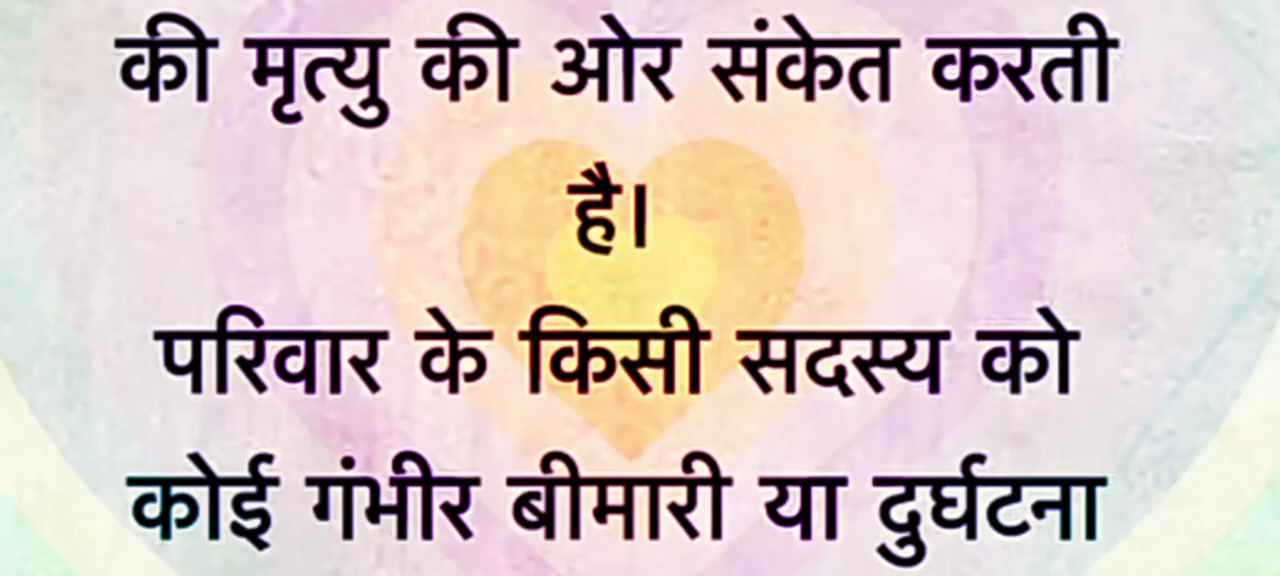 की मृत्यु की ओर संकेत करती
है।
परिवार के किसी सदस्य को
कोई गंभीर बीमारी या दुर्घटना